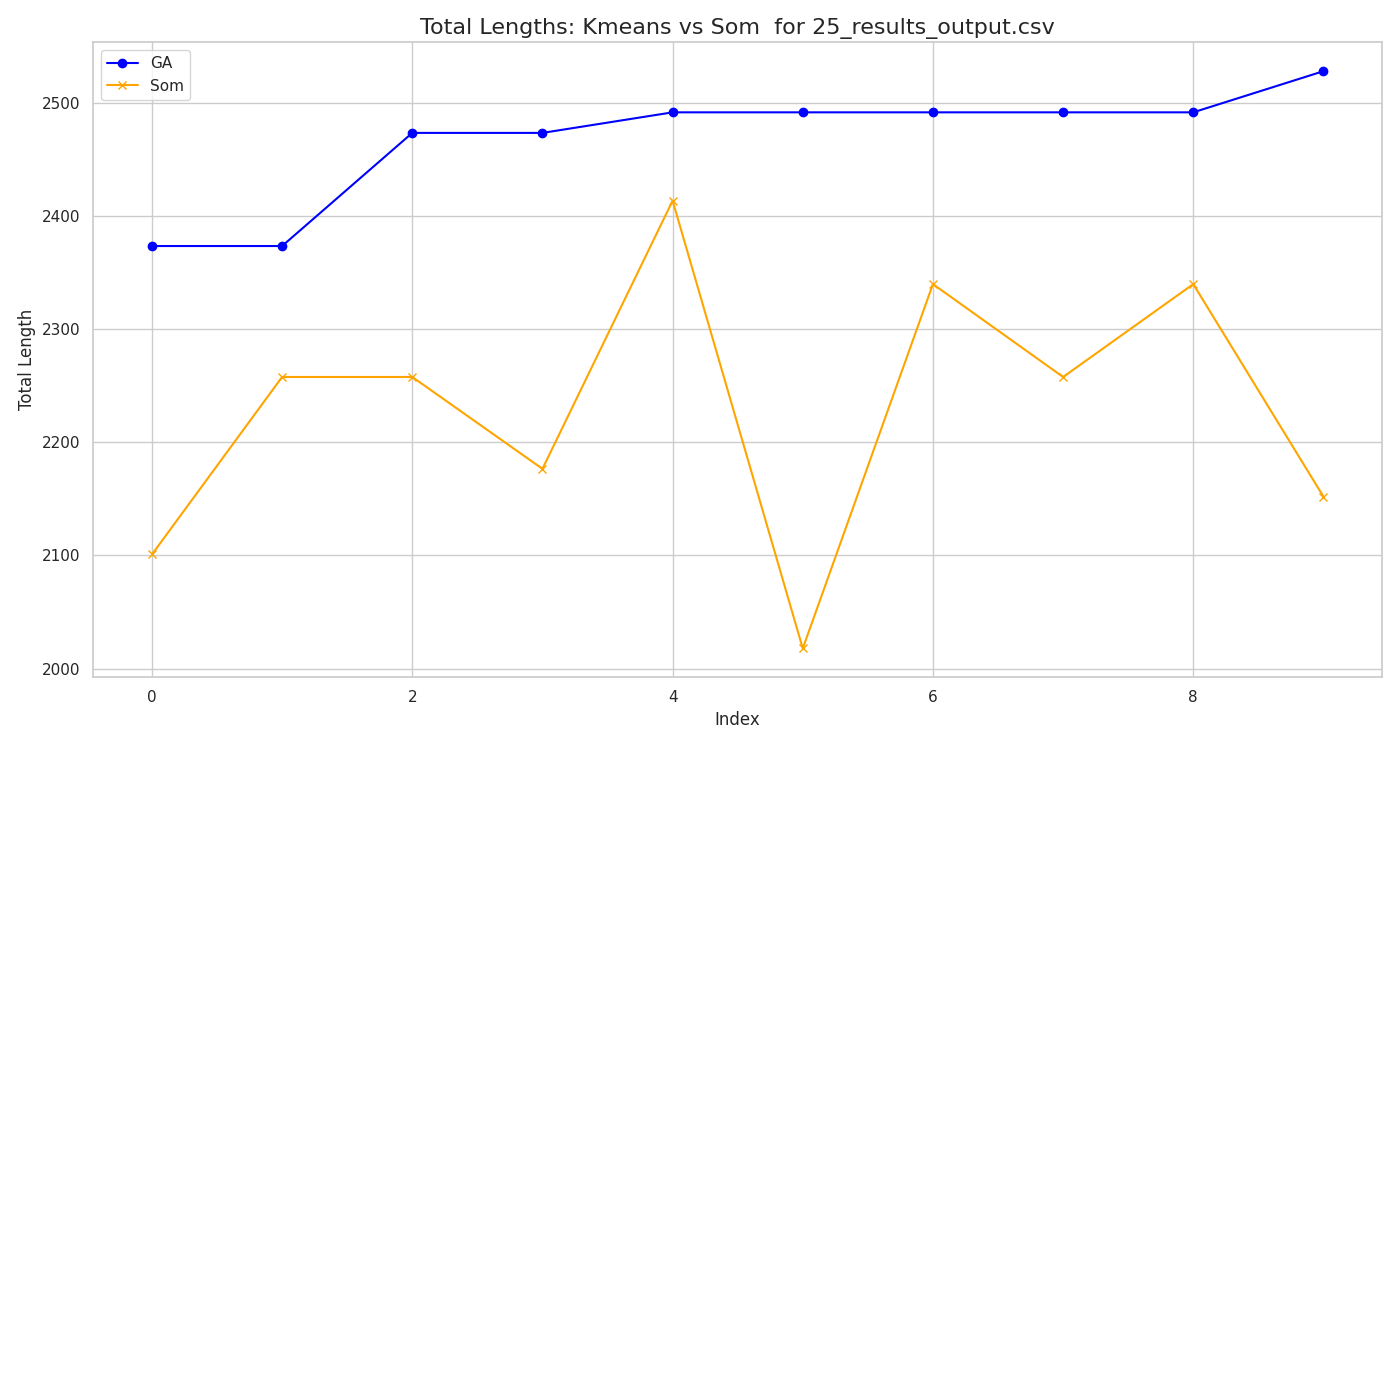 Total Lengths: Kmeans vs Som  for 25_results_output.csv
GA
Som
2500
2400
2300
2200
2100
2000
Total Length
0 2 4 6 8
Index